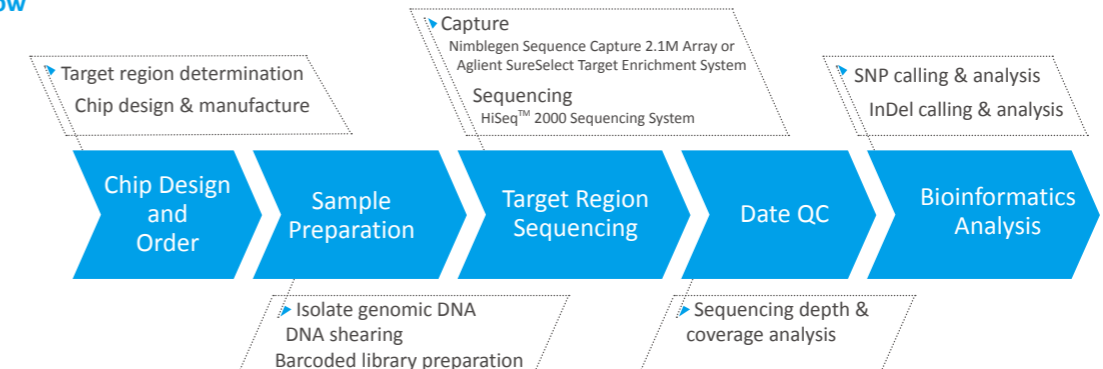 ow
Target region determination
Chip design & manufacture
Capture
Nimblegen Sequence Capture 2.1M Array or
Aglient SureSelect Target Enrichment System
Sequencing
HiSeq™ 2000 Sequencing System
SNP calling & analysis
InDel calling & analysis
Chip Design
and
Order
Sample
Preparation
Target Region
Sequencing
Date QC
Bioinformatics
Analysis
Isolate genomic DNA
DNA shearing
Barcoded library preparation
Sequencing depth &
coverage analysis